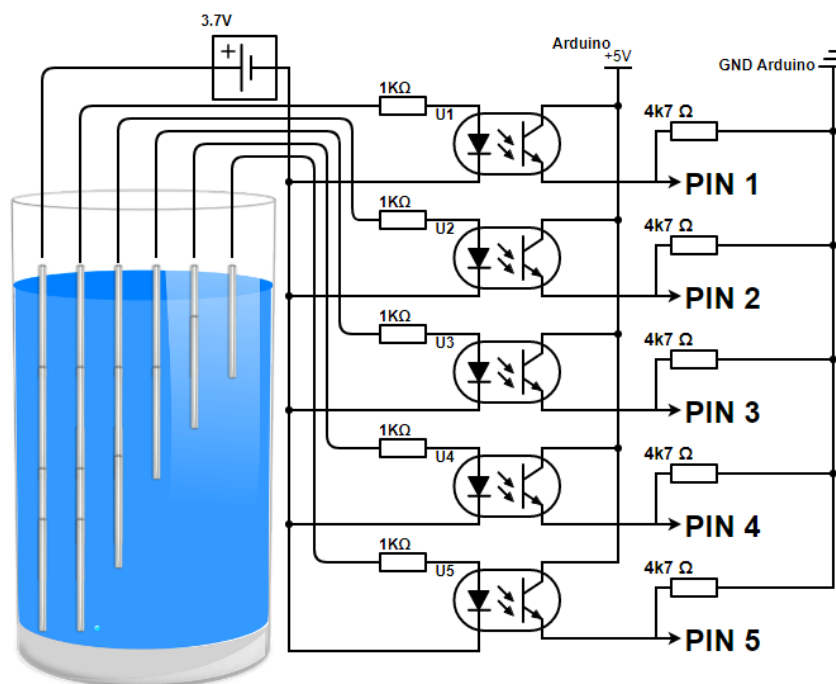 3.7V
+
Arduino
+5V
GND Arduino
1KΩ
U1
4k7 Ω
PIN 1
1KΩ
U2
4k7 Ω
PIN 2
1KΩ
U3
4k7 Ω
PIN 3
1KΩ
U4
4k7 Ω
PIN 4
1KΩ
U5
4k7 Ω
PIN 5